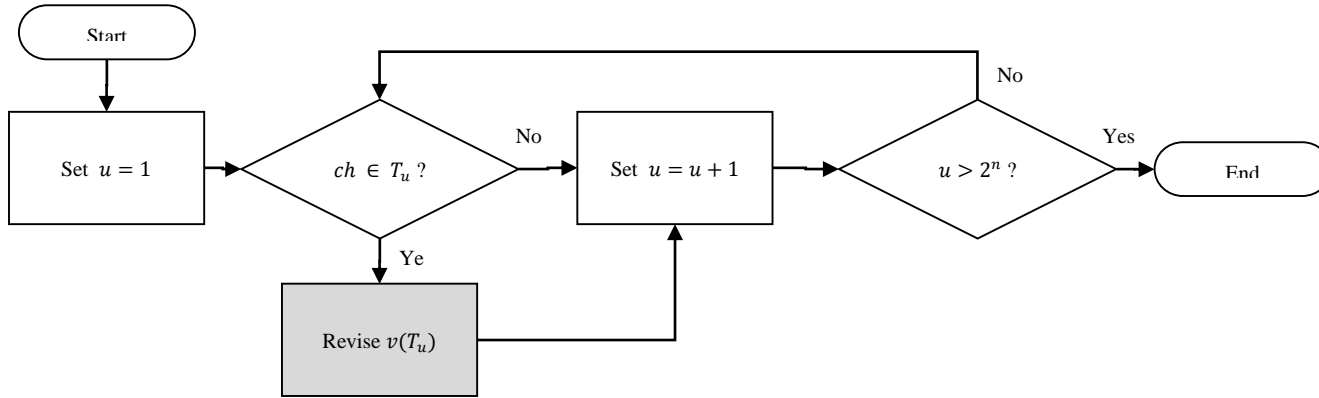 Start
No
Set u = 1
ch ∈ T_u ?
No
Set u = u + 1
u > 2^n ?
Yes
End
Ye
Revise v(T_u)